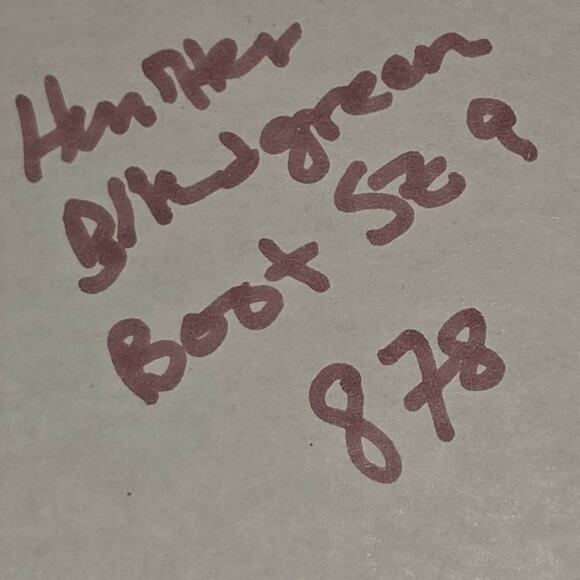 Hunter
Blk/green
Boot Sz 9
878